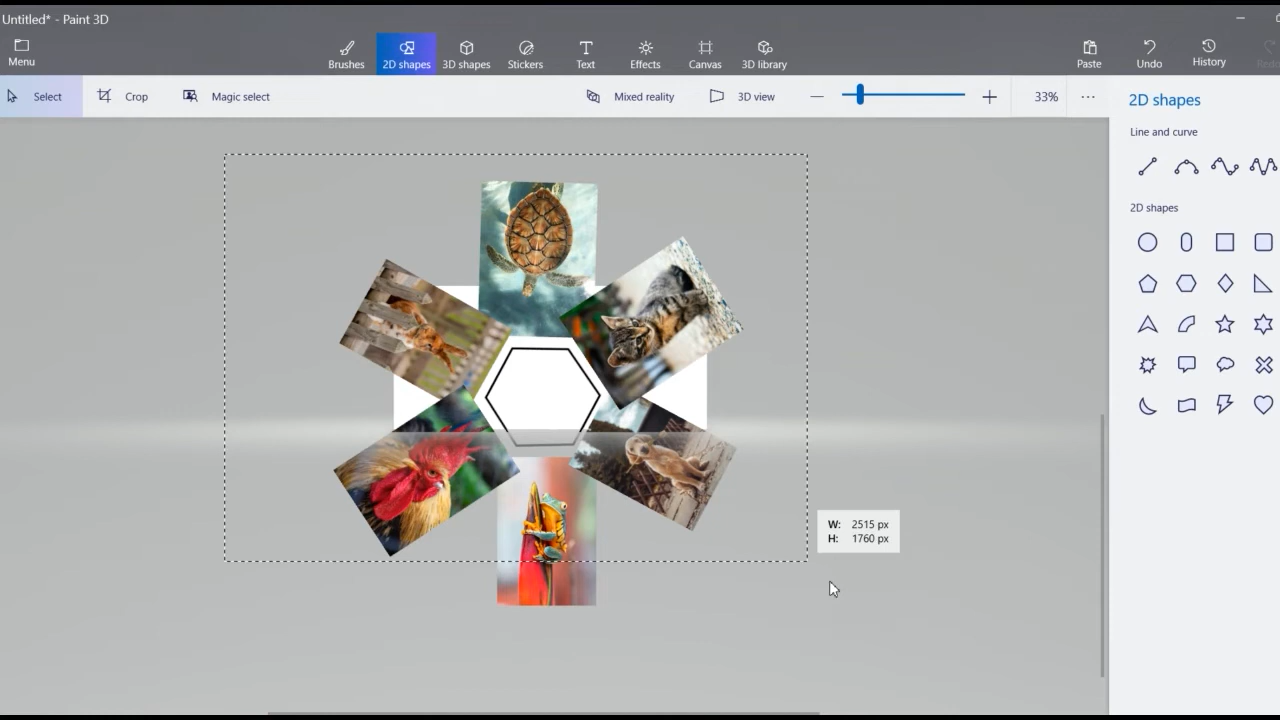 Untitled* - Paint 3D
Menu
Brushes
2D shapes
3D shapes
Stickers
Text
Effects
Canvas
3D library
Paste
Undo
History
Redo
Select
Crop
Magic select
Mixed reality
3D view
33%
2D shapes
Line and curve
2D shapes
W: 2515 px
H: 1760 px